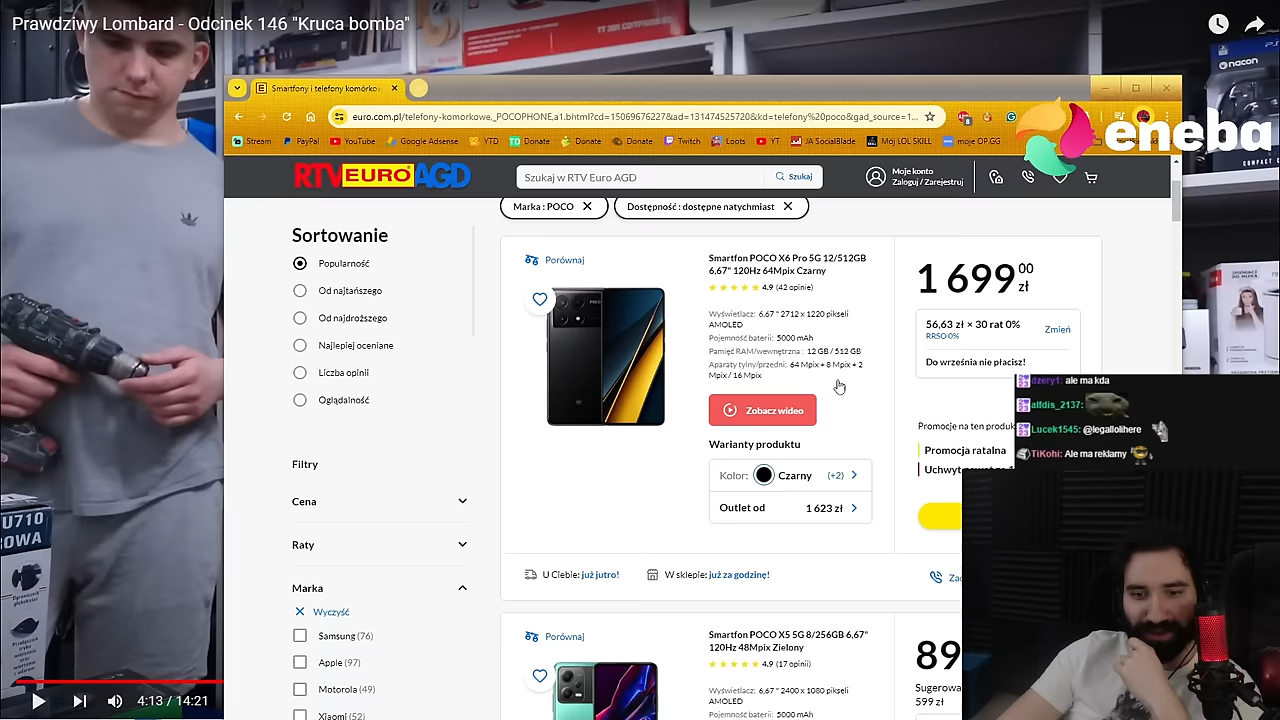 Prawdziwy Lombard - Odcinek 146 "Kruca bomba"
nacon
Smartfony i telefony komórkow
euro.com.pl/telefony-komorkowe,_POCOPHONE,a1.bhtml?cd=15069676227&ad=131474525720&kd=telefony%20poco&gad_source=1...
Stream
PayPal
YouTube
Google Adsense
YTD
Donate
Donate
Donate
Twitch
Loots
YT
JA SocialBlade
Mój LOL SKILL
moje OP.GG
eneba
RTV EURO AGD
Szukaj w RTV Euro AGD
Szukaj
Moje konto
Zaloguj / Zarejestruj
Marka : POCO
Dostępność : dostępne natychmiast
Sortowanie
Popularność
Od najtańszego
Od najdroższego
Najlepiej oceniane
Liczba opinii
Oglądalność
Filtry
Cena
Raty
Marka
Wyczyść
Samsung (76)
Apple (97)
Motorola (49)
Xiaomi (52)
Porównaj
Smartfon POCO X6 Pro 5G 12/512GB
6,67" 120Hz 64Mpix Czarny
4.9 (42 opinie)
Wyświetlacz: 6,67 " 2712 x 1220 pikseli
AMOLED
Pojemność baterii: 5000 mAh
Pamięć RAM/wewnętrzna 12 GB / 512 GB
Aparaty tylny/przedni: 64 Mpix + 8 Mpix + 2
Mpix / 16 Mpix
Zobacz wideo
Warianty produktu
Kolor: Czarny (+2)
Outlet od 1 623 zł
U Ciebie: już jutro!
W sklepie: już za godzinę!
1 699 00 zł
56,63 zł × 30 rat 0%
RRSO 0%
Zmień
Do września nie płacisz!
Promocje na ten produk
Promocja ratalna
Porównaj
Smartfon POCO X5 5G 8/256GB 6,67"
120Hz 48Mpix Zielony
4.9 (17 opinii)
Wyświetlacz: 6,67 " 2400 x 1080 pikseli
AMOLED
Pojemność baterii: 5000 mAh
89
Sugerowa
599 zł
dzery1: ale ma kda
alfdis_2137:
Lucek1545: @legallolihere
TiKohi: Ale ma reklamy
U710
OWA
4:13 / 14:21